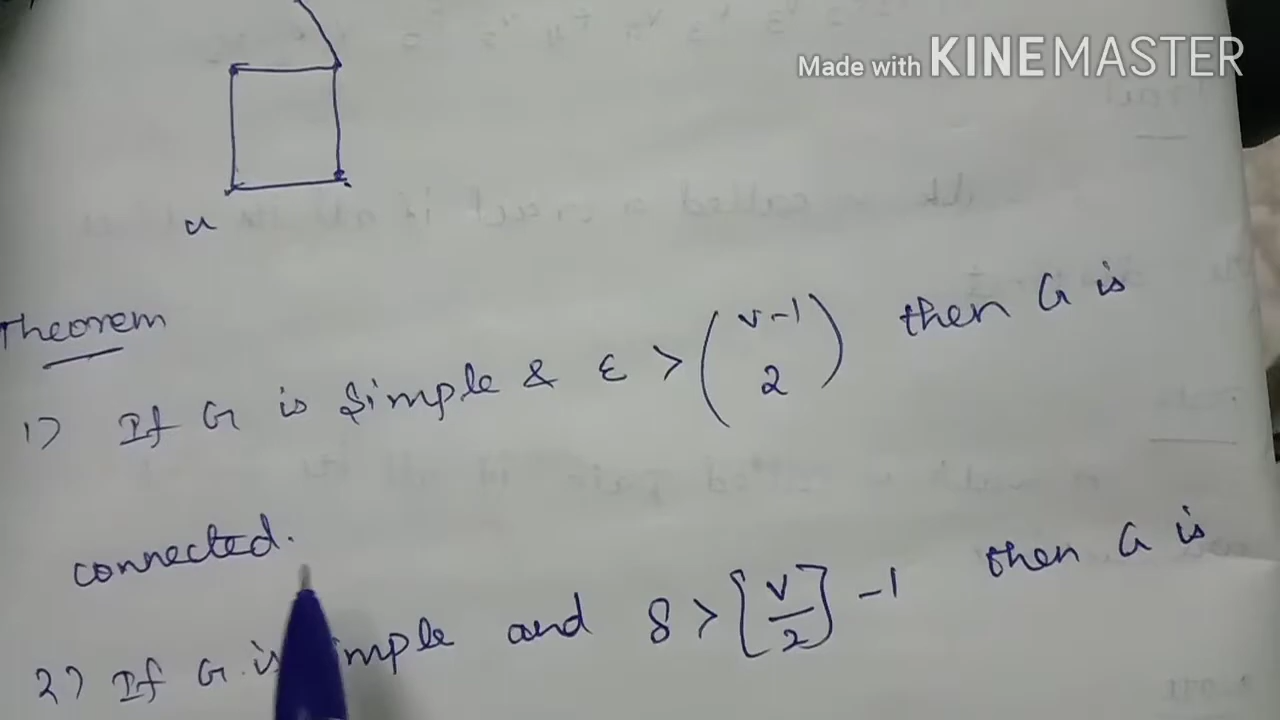 Made with KINEMASTER
u
Theorem
1) If G is simple & ε > (v-1 2) then G is
connected.
2) If G is simple and δ > [v/2] -1 then G is